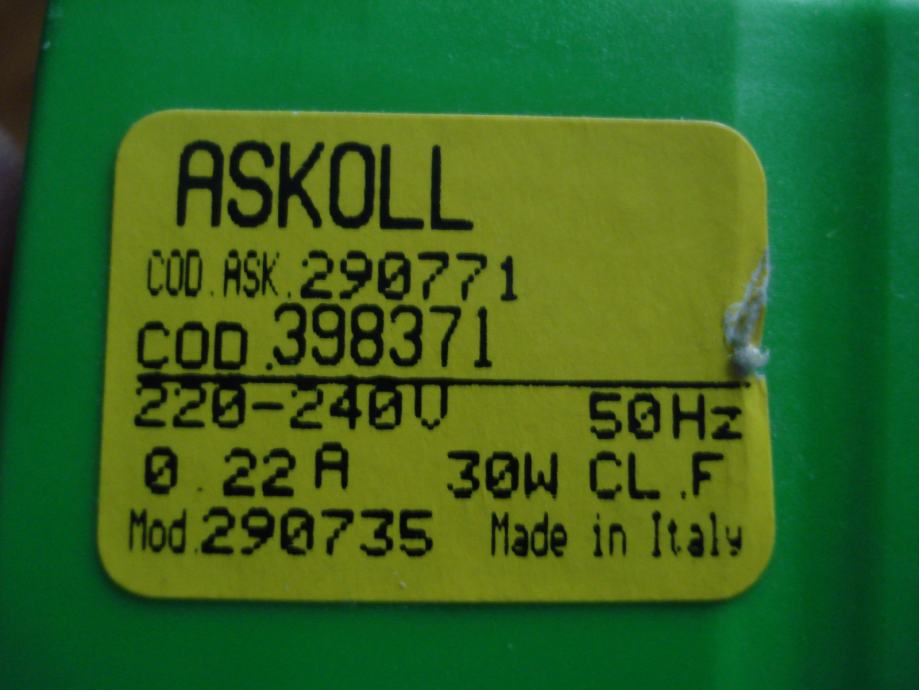 ASKOLL
COD.ASK.290771
COD.398371
220-240V 50Hz
0.22A 30W CL.F
Mod.290735 Made in Italy